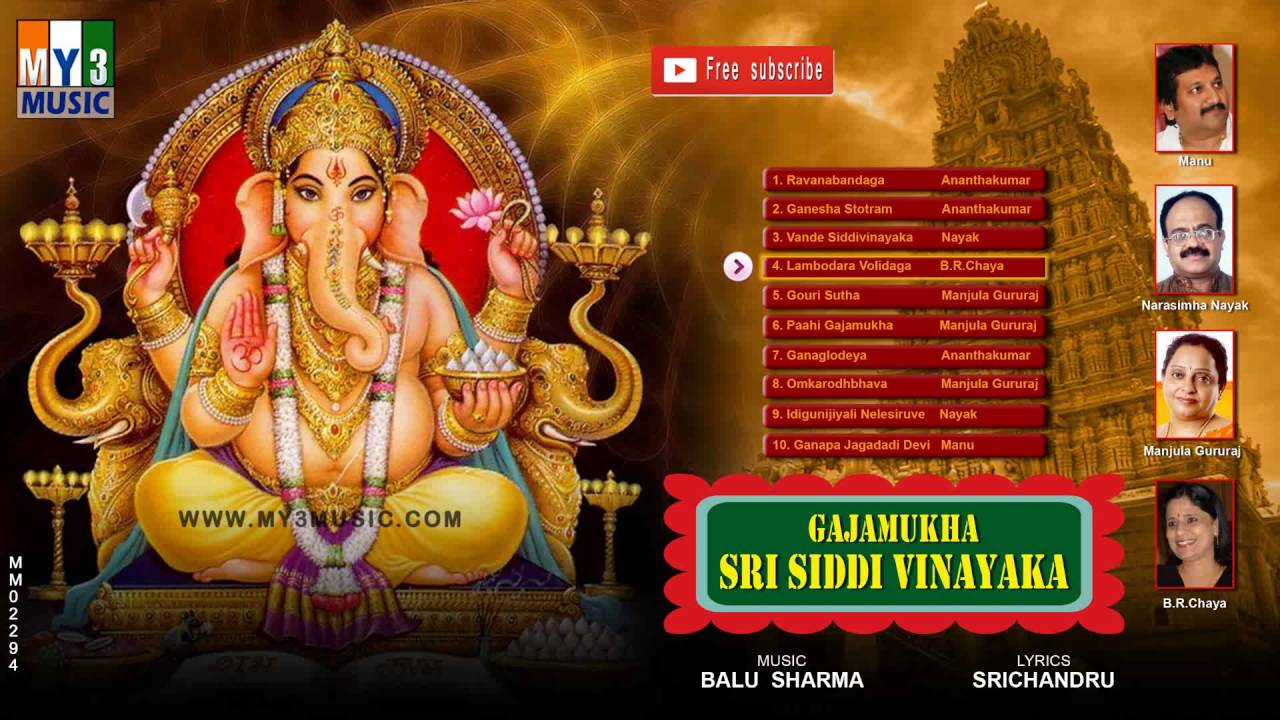 MY3
MUSIC
Free subscribe
1. Ravanabandaga Ananthakumar
2. Ganesha Stotram Ananthakumar
3. Vande Siddivinayaka Nayak
4. Lambodara Volidaga B.R.Chaya
5. Gouri Sutha Manjula Gururaj
6. Paahi Gajamukha Manjula Gururaj
7. Ganaglodeya Ananthakumar
8. Omkarodhbhava Manjula Gururaj
9. Idigunijiyali Nelesiruve Nayak
10. Ganapa Jagadadi Devi Manu
Manu
Narasimha Nayak
Manjula Gururaj
B.R.Chaya
ॐ
ॐ
WWW.MY3MUSIC.COM
MM02294
GAJAMUKHA
SRI SIDDI VINAYAKA
MUSIC
BALU SHARMA
LYRICS
SRICHANDRU